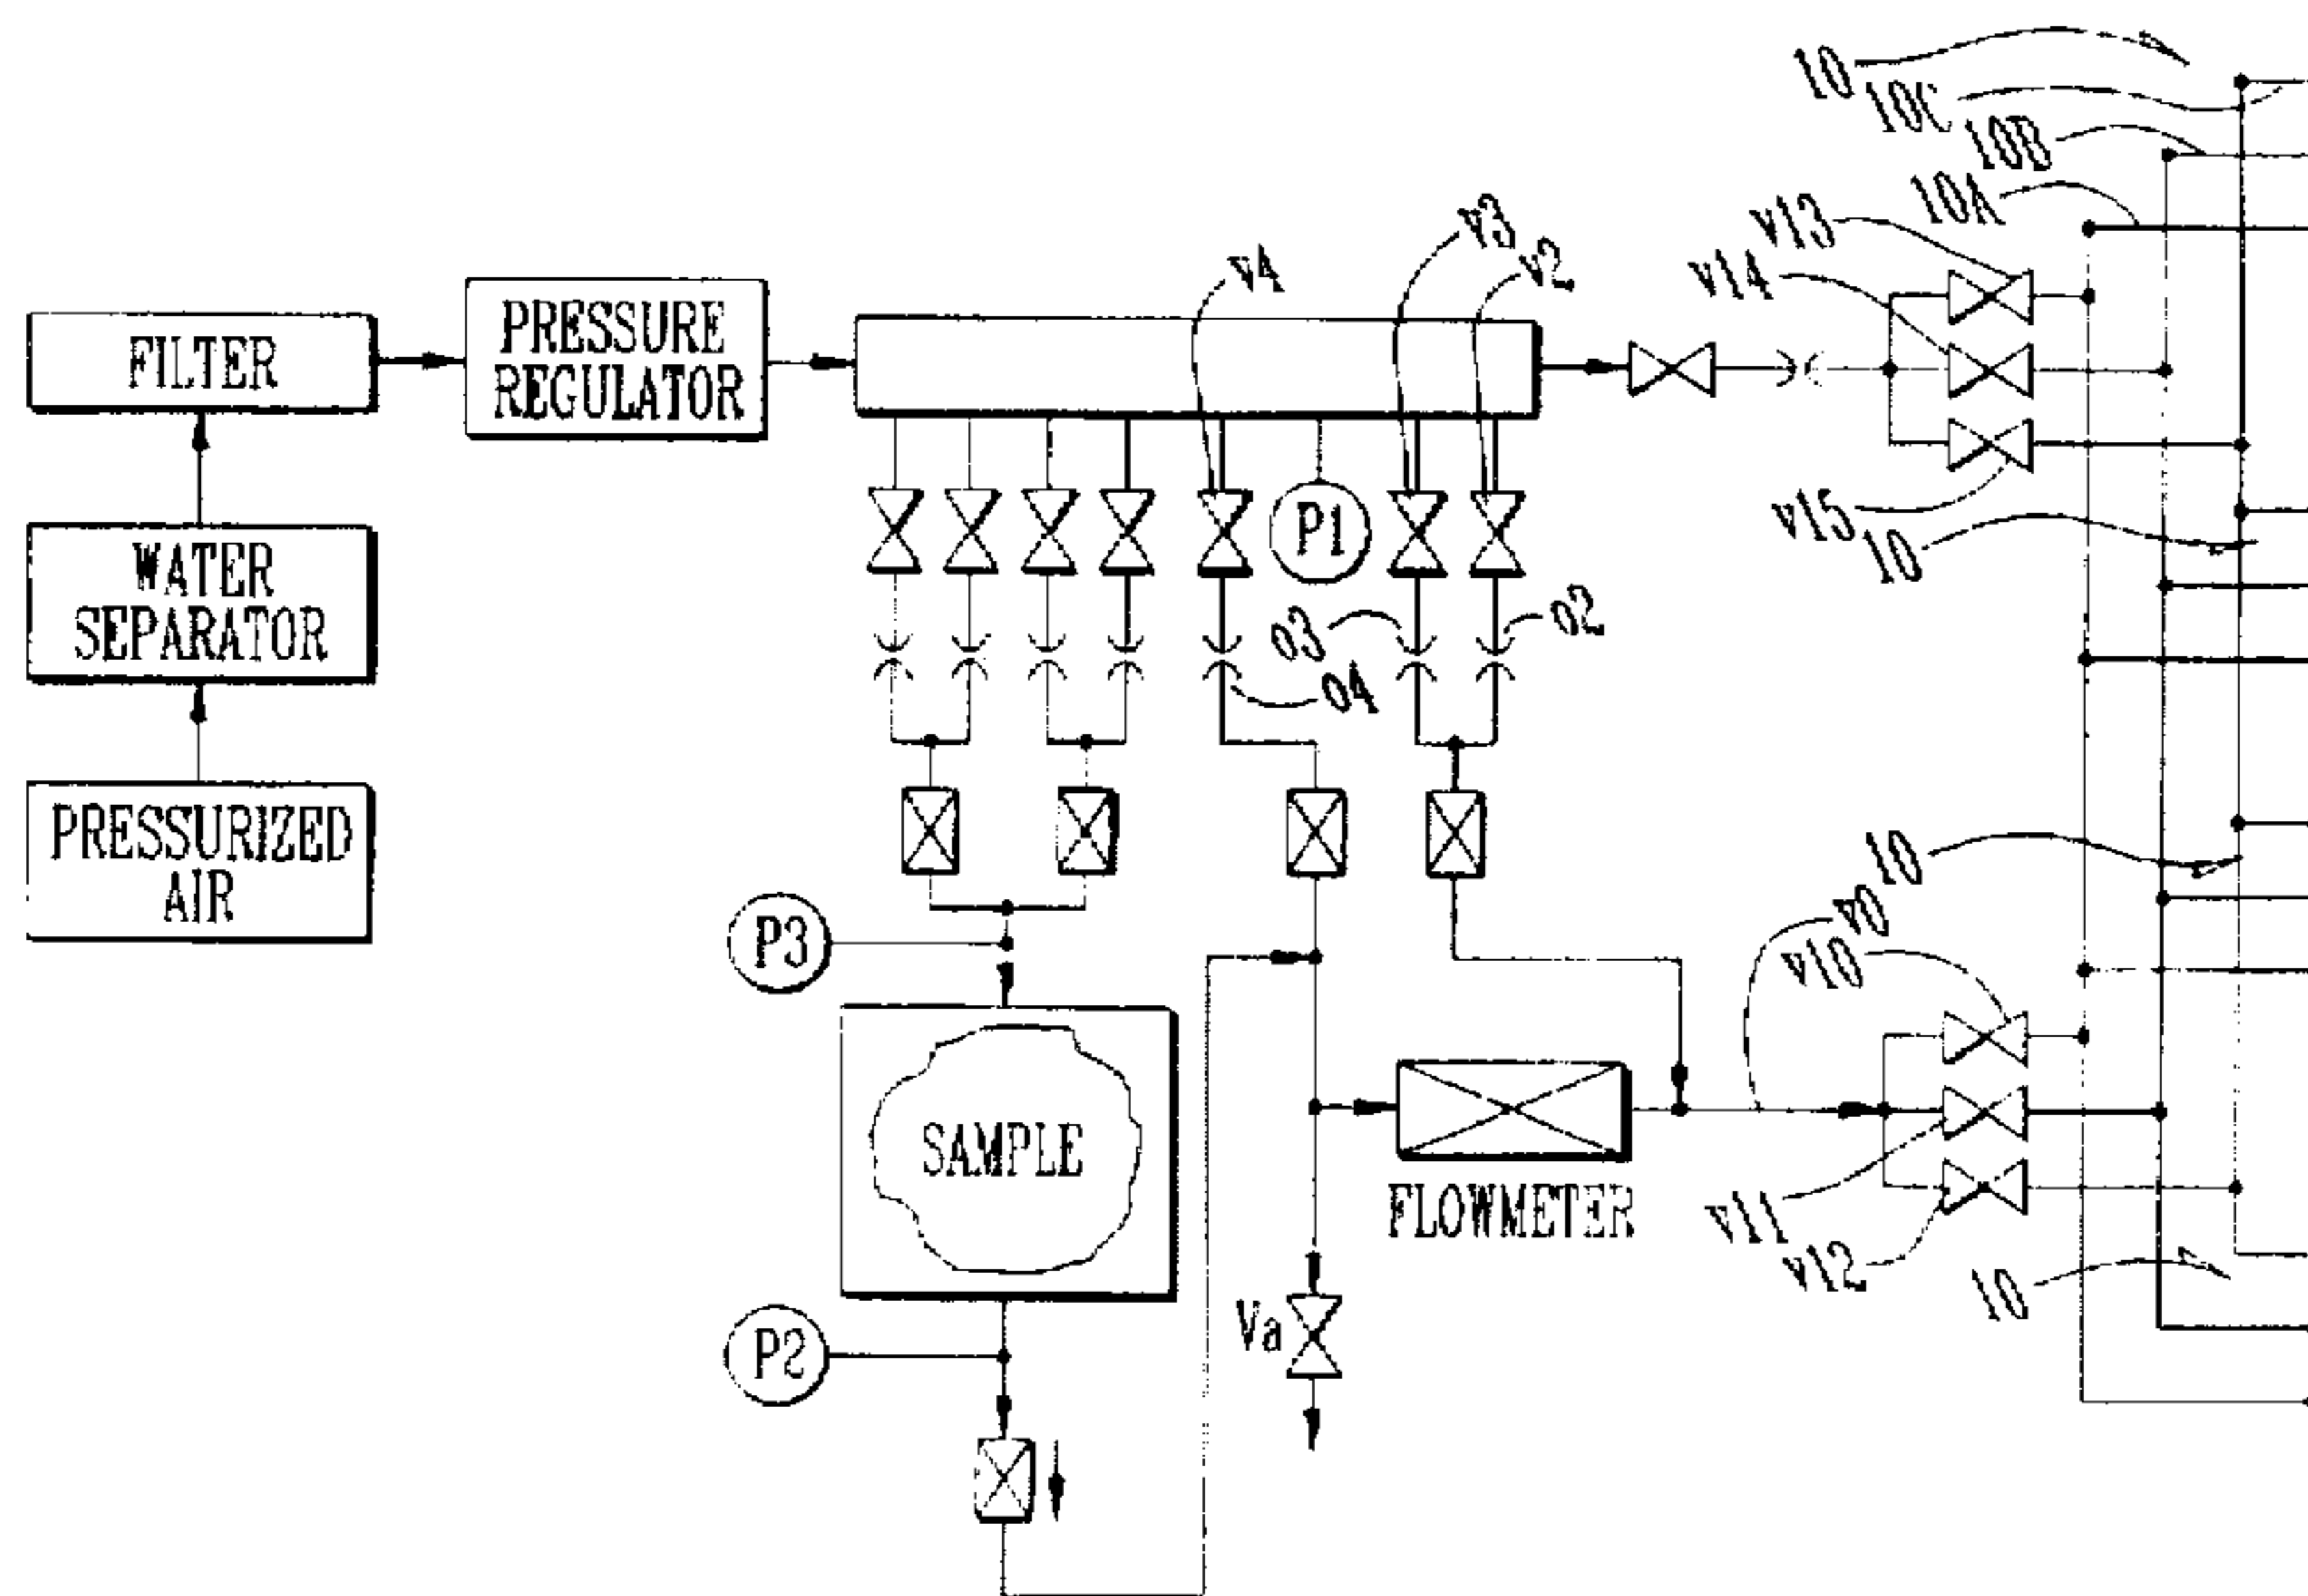 10
10C
10B
10A
v13
v14
v3
v4
v2
PRESSURE
REGULATOR
FILTER
v15
10
P1
WATER
SEPARATOR
o3
o2
o4
PRESSURIZED
AIR
10
v0
v10
P3
SAMPLE
FLOWMETER
v11
v12
10
Va
P2